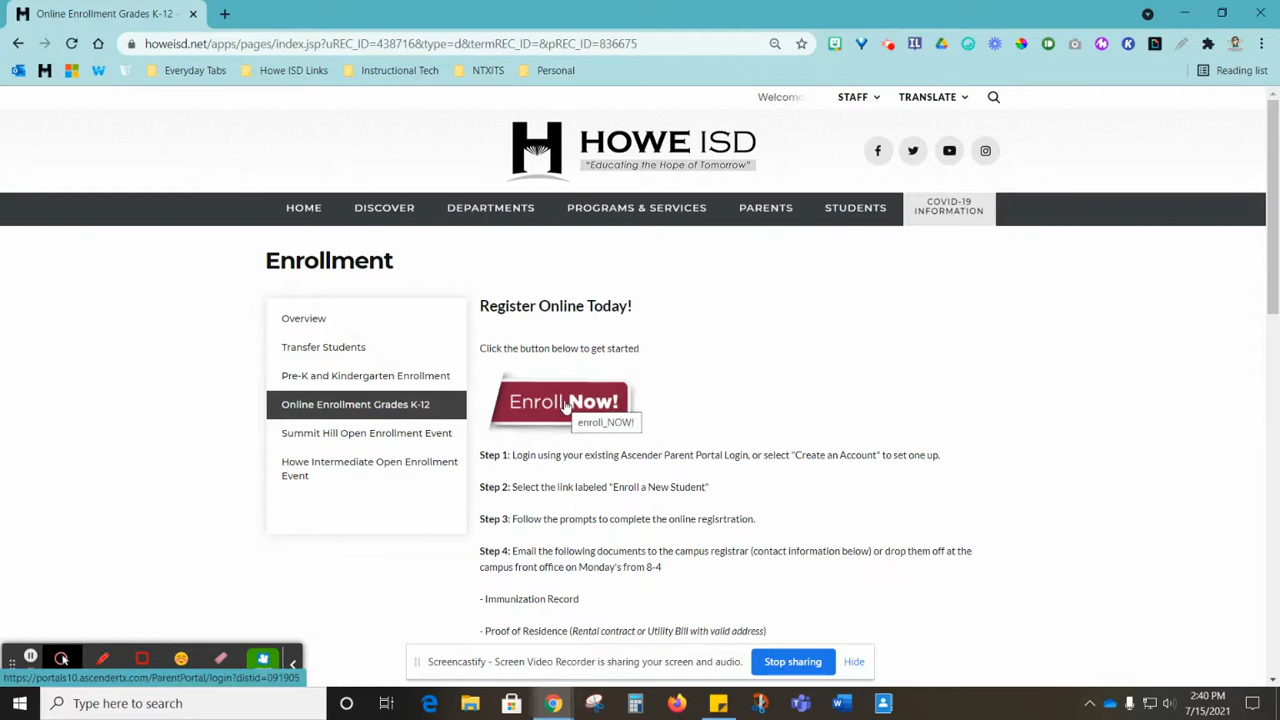 Online Enrollment Grades K-12 -
howeisd.net/apps/pages/index.jsp?uREC_ID=438716&type=d&termREC_ID=&pREC_ID=836675
Everyday Tabs
Howe ISD Links
Instructional Tech
NTXITS
Personal
Reading list
Welcome
STAFF
TRANSLATE
HOWE ISD
"Educating the Hope of Tomorrow"
HOME
DISCOVER
DEPARTMENTS
PROGRAMS & SERVICES
PARENTS
STUDENTS
COVID-19
INFORMATION
Enrollment
Overview
Transfer Students
Pre-K and Kindergarten Enrollment
Online Enrollment Grades K-12
Summit Hill Open Enrollment Event
Howe Intermediate Open Enrollment
Event
Register Online Today!
Click the button below to get started
Enroll Now!
enroll_NOW!
Step 1: Login using your existing Ascender Parent Portal Login, or select "Create an Account" to set one up.
Step 2: Select the link labeled "Enroll a New Student"
Step 3: Follow the prompts to complete the online regisrtration.
Step 4: Email the following documents to the campus registrar (contact information below) or drop them off at the
campus front office on Monday's from 8-4
- Immunization Record
- Proof of Residence (Rental contract or Utility Bill with valid address)
Screencastify - Screen Video Recorder is sharing your screen and audio.
Stop sharing
Hide
https://portals10.ascendertx.com/ParentPortal/login?distid=091905
Type here to search
2:40 PM
7/15/2021